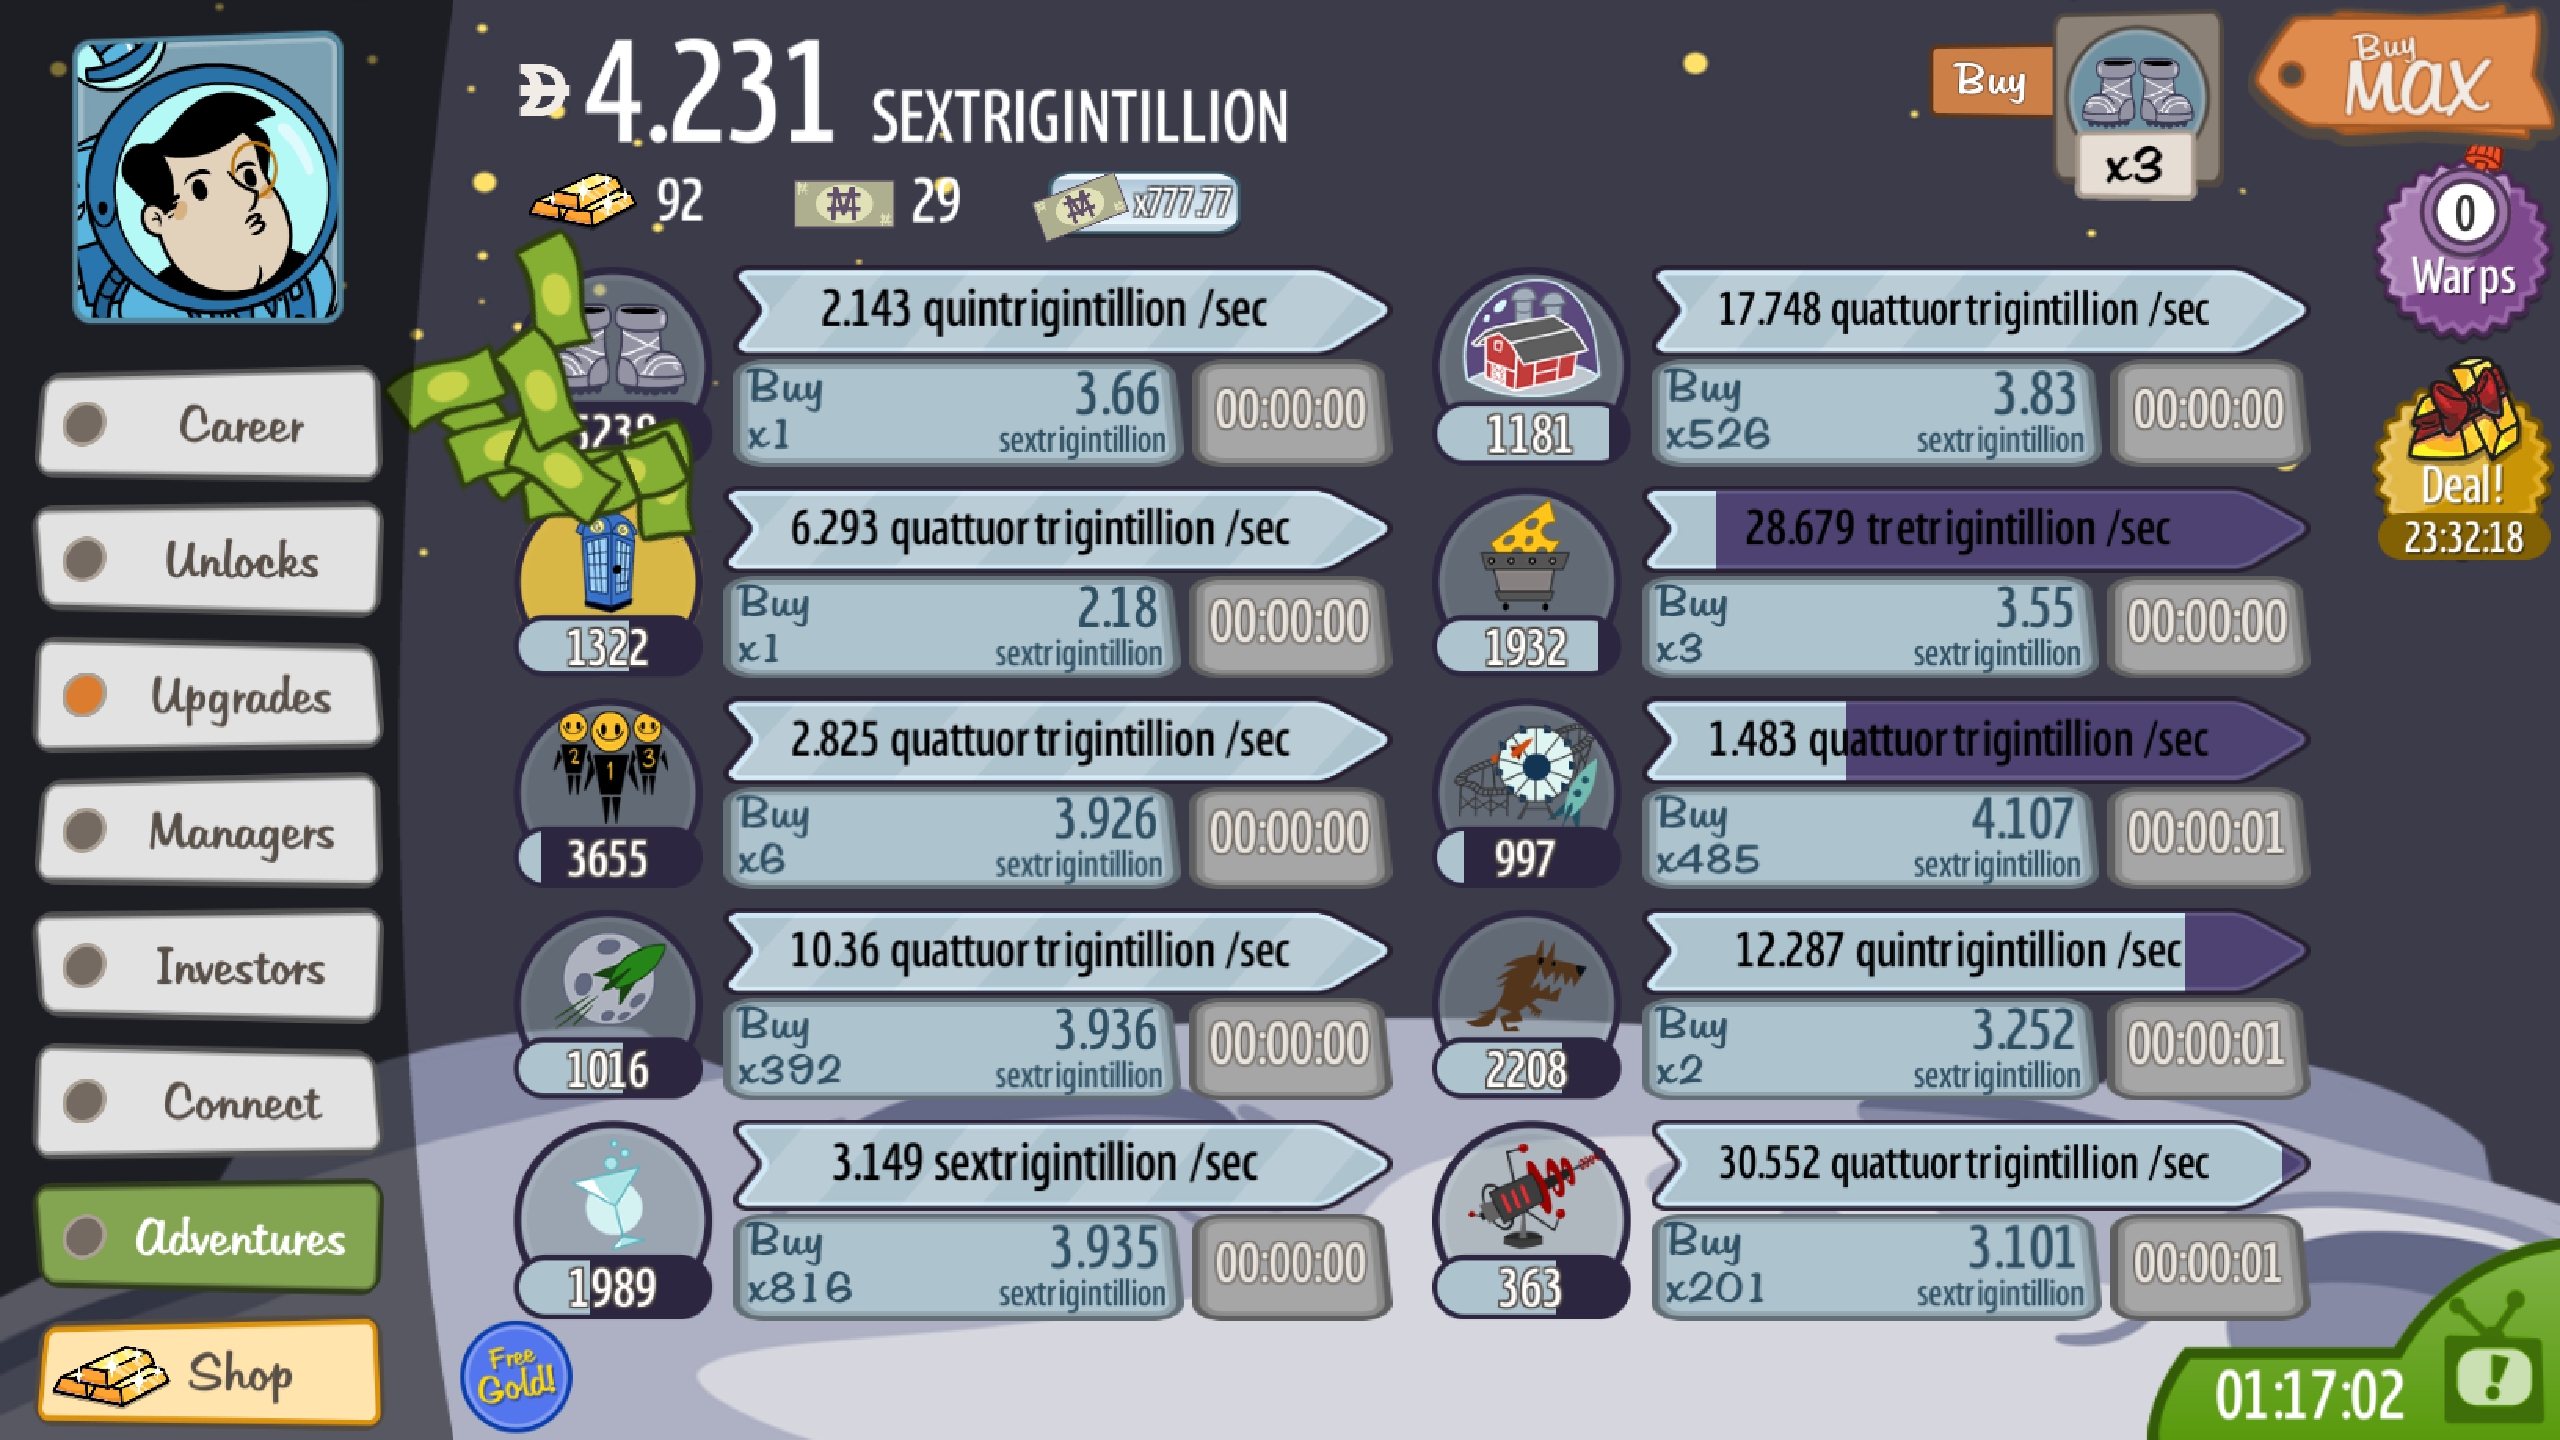 4.231 SEXTRIGINTILLION
Buy
x3
Buy
MAX
92
29
x777.77
0
Warps
Deal!
23:32:18
Career
Unlocks
Upgrades
Managers
Investors
Connect
Adventures
Shop
2.143 quintrigintillion /sec
Buy
x1
3.66
sextrigintillion
00:00:00
17.748 quattuortrigintillion /sec
1181
Buy
x526
3.83
sextrigintillion
00:00:00
6.293 quattuortrigintillion /sec
1322
Buy
x1
2.18
sextrigintillion
00:00:00
28.679 tretrigintillion /sec
1932
Buy
x3
3.55
sextrigintillion
00:00:00
2 1 3
2.825 quattuortrigintillion /sec
3655
Buy
x6
3.926
sextrigintillion
00:00:00
1.483 quattuortrigintillion /sec
997
Buy
x485
4.107
sextrigintillion
00:00:01
10.36 quattuortrigintillion /sec
1016
Buy
x392
3.936
sextrigintillion
00:00:00
12.287 quintrigintillion /sec
2208
Buy
x2
3.252
sextrigintillion
00:00:01
3.149 sextrigintillion /sec
1989
Buy
x816
3.935
sextrigintillion
00:00:00
30.552 quattuortrigintillion /sec
363
Buy
x201
3.101
sextrigintillion
00:00:01
Free
Gold!
01:17:02